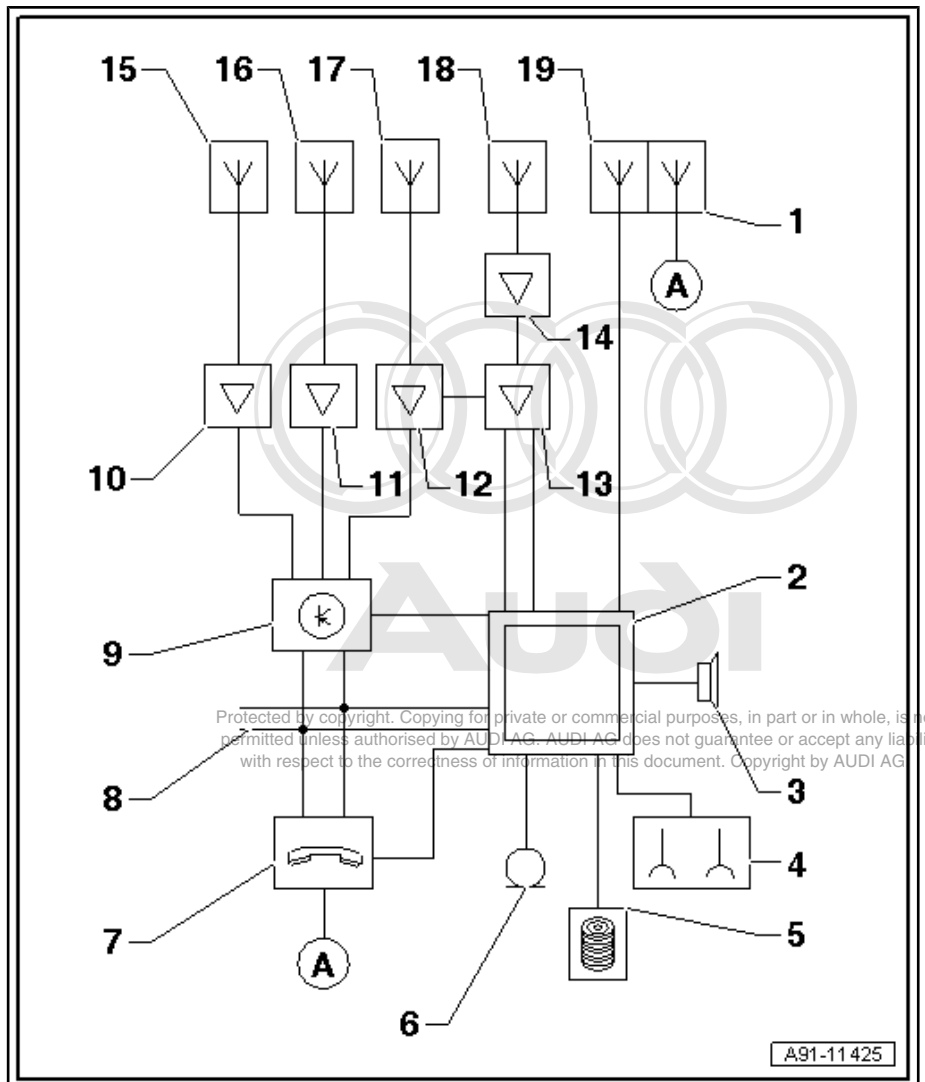 15 16 17 18 19
1
A
14
10 11 12 13
2
9
Audi
Protected by copyright. Copying for private or commercial purposes, in part or in whole, is
permitted unless authorised by AUDI AG. AUDI AG does not guarantee or accept any
with respect to the correctness of information in this document. Copyright by AUDI AG
8
3
4
7
5
A
6
A91-11425